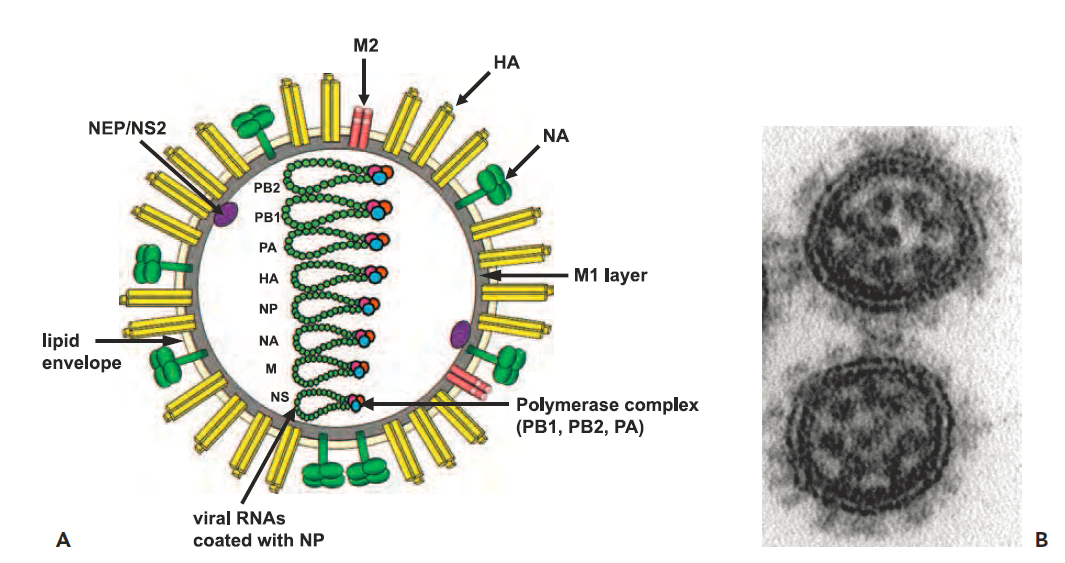 M2
HA
NEP/NS2
NA
PB2
PB1
PA
HA
M1 layer
NP
lipid
envelope
NA
M
NS
Polymerase complex
(PB1, PB2, PA)
viral RNAs
coated with NP
A
B